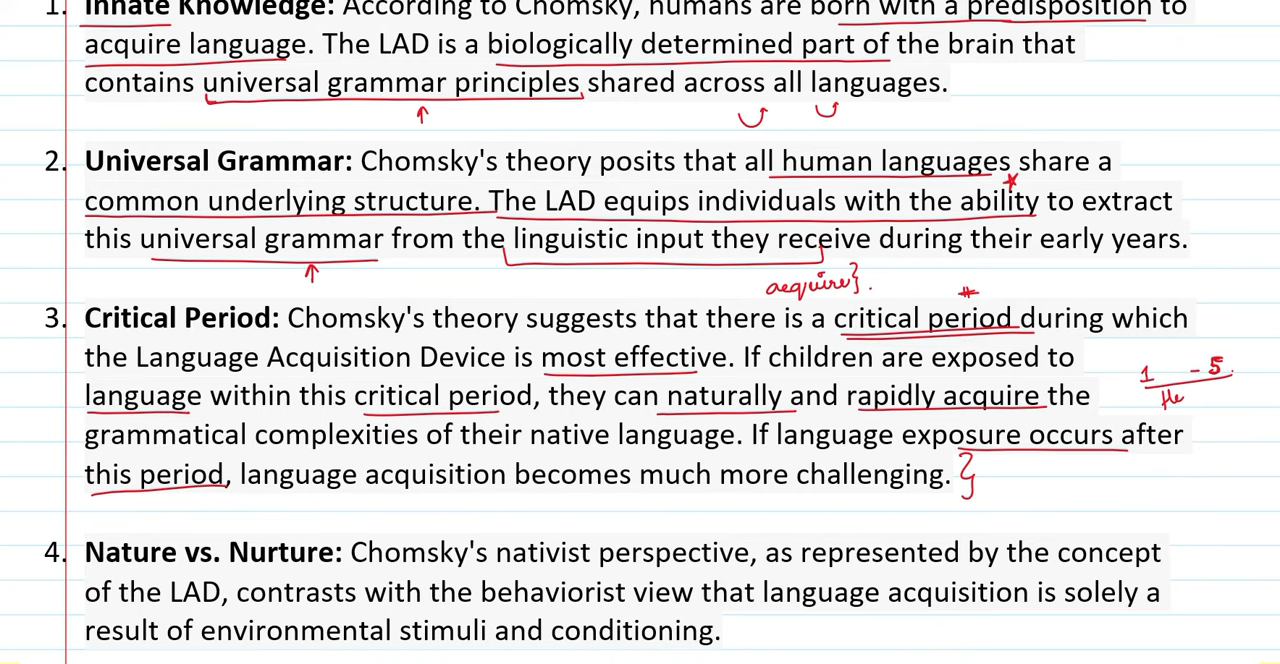 1. Innate Knowledge: According to Chomsky, humans are born with a predisposition to
acquire language. The LAD is a biologically determined part of the brain that
contains universal grammar principles shared across all languages.
2. Universal Grammar: Chomsky's theory posits that all human languages share a
common underlying structure. The LAD equips individuals with the ability to extract
this universal grammar from the linguistic input they receive during their early years.
acquire}.
3. Critical Period: Chomsky's theory suggests that there is a critical period during which
the Language Acquisition Device is most effective. If children are exposed to
1 - 5.
language within this critical period, they can naturally and rapidly acquire the
grammatical complexities of their native language. If language exposure occurs after
this period, language acquisition becomes much more challenging. }
4. Nature vs. Nurture: Chomsky's nativist perspective, as represented by the concept
of the LAD, contrasts with the behaviorist view that language acquisition is solely a
result of environmental stimuli and conditioning.